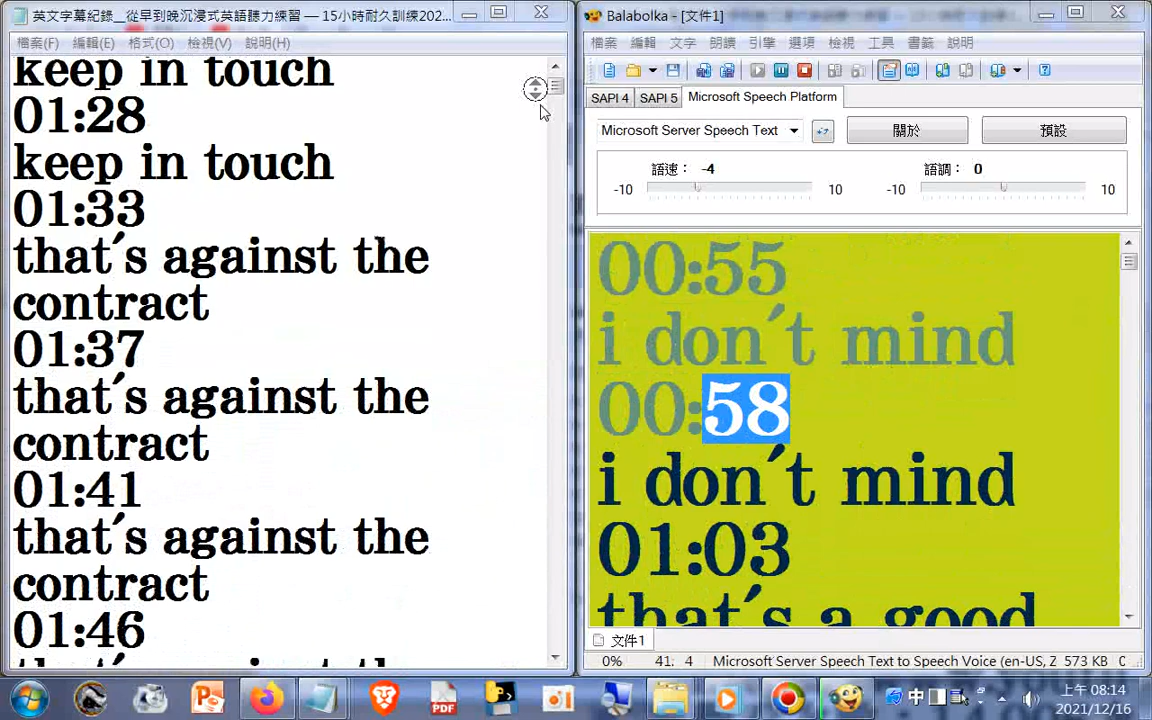 英文字幕紀錄__從早到晚沉浸式英語聽力練習 — 15小時耐久訓練202...
檔案(F) 編輯(E) 格式(O) 檢視(V) 說明(H)
keep in touch
01:28
keep in touch
01:33
that's against the
contract
01:37
that's against the
contract
01:41
that's against the
contract
01:46
Balabolka - [文件1]
檔案 編輯 文字 朗讀 引擎 選項 檢視 工具 書籤 說明
SAPI 4 SAPI 5 Microsoft Speech Platform
Microsoft Server Speech Text 關於 預設
語速: -4 語調: 0
-10 10 -10 10
00:55
i don't mind
00:58
i don't mind
01:03
that's a good
文件1
0% 41: 4 Microsoft Server Speech Text to Speech Voice (en-US, Z 573 KB C
PDF 中 上午 08:14
2021/12/16